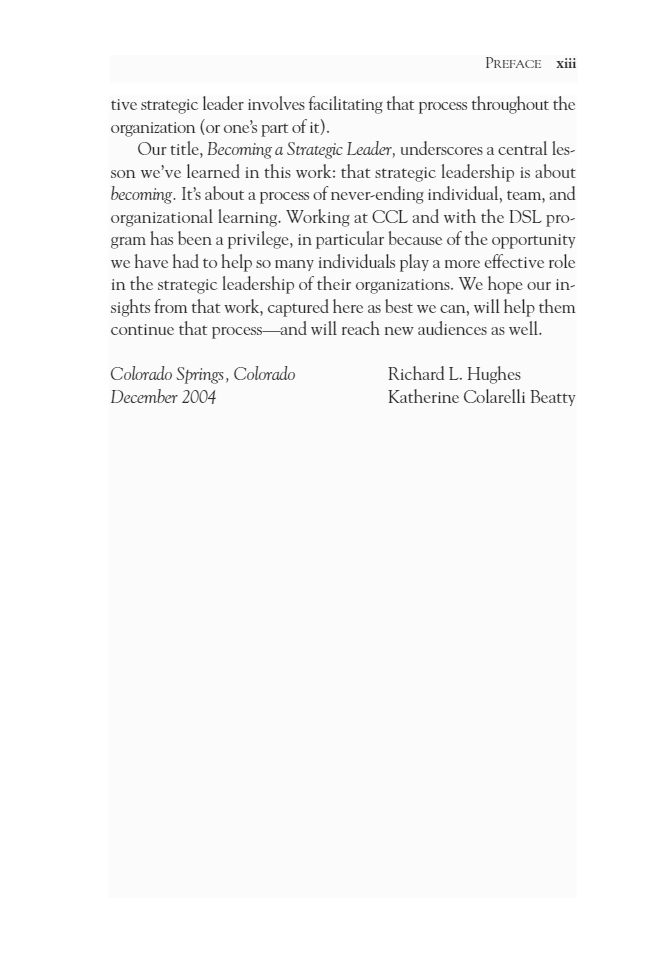 PREFACE xiii
tive strategic leader involves facilitating that process throughout the
organization (or one's part of it).
Our title, Becoming a Strategic Leader, underscores a central les-
son we've learned in this work: that strategic leadership is about
becoming. It's about a process of never-ending individual, team, and
organizational learning. Working at CCL and with the DSL pro-
gram has been a privilege, in particular because of the opportunity
we have had to help so many individuals play a more effective role
in the strategic leadership of their organizations. We hope our in-
sights from that work, captured here as best we can, will help them
continue that process—and will reach new audiences as well.
Colorado Springs, Colorado Richard L. Hughes
December 2004 Katherine Colarelli Beatty